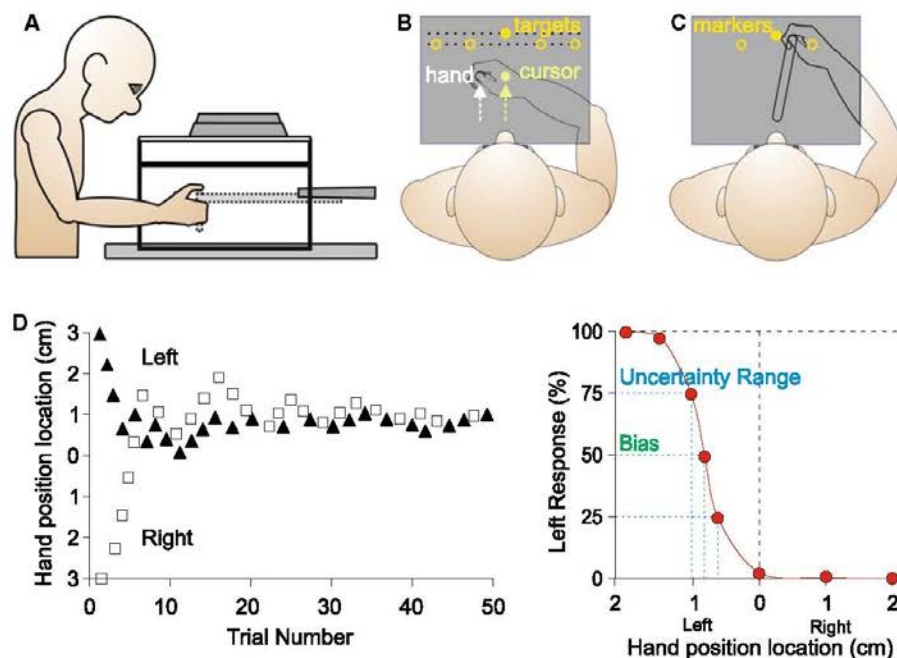 A
B
targets
hand
cursor
C
markers
D
Hand position location (cm)
3
2
1
0
1
2
3
Left
Right
0
10
20
30
40
50
Trial Number
Left Response (%)
100
75
50
25
0
Uncertainty Range
Bias
2
1
0
1
2
Left
Right
Hand position location (cm)